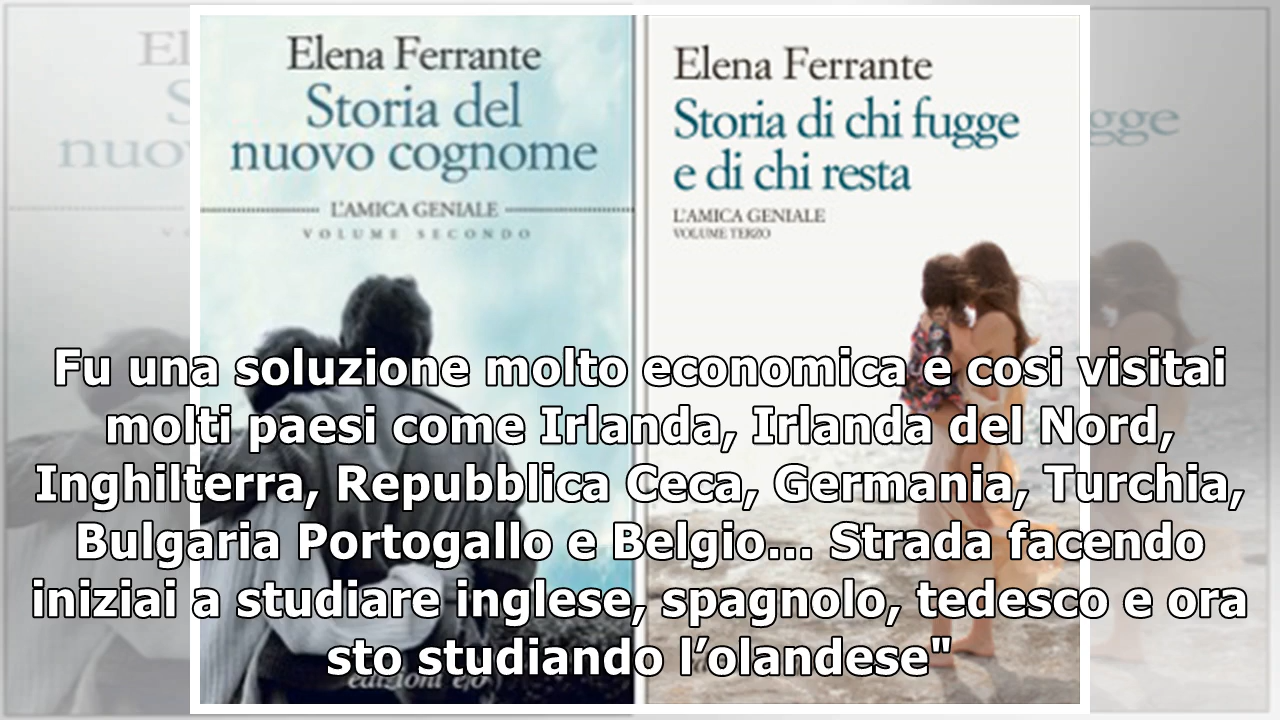 Elena Ferrante
Storia del
nuovo cognome
L'AMICA GENIALE
VOLUME SECONDO
Elena Ferrante
Storia di chi fugge
e di chi resta
L'AMICA GENIALE
VOLUME TERZO
Fu una soluzione molto economica e cosi visitai
molti paesi come Irlanda, Irlanda del Nord,
Inghilterra, Repubblica Ceca, Germania, Turchia,
Bulgaria Portogallo e Belgio... Strada facendo
iniziai a studiare inglese, spagnolo, tedesco e ora
sto studiando l’olandese"
edizioni e/o